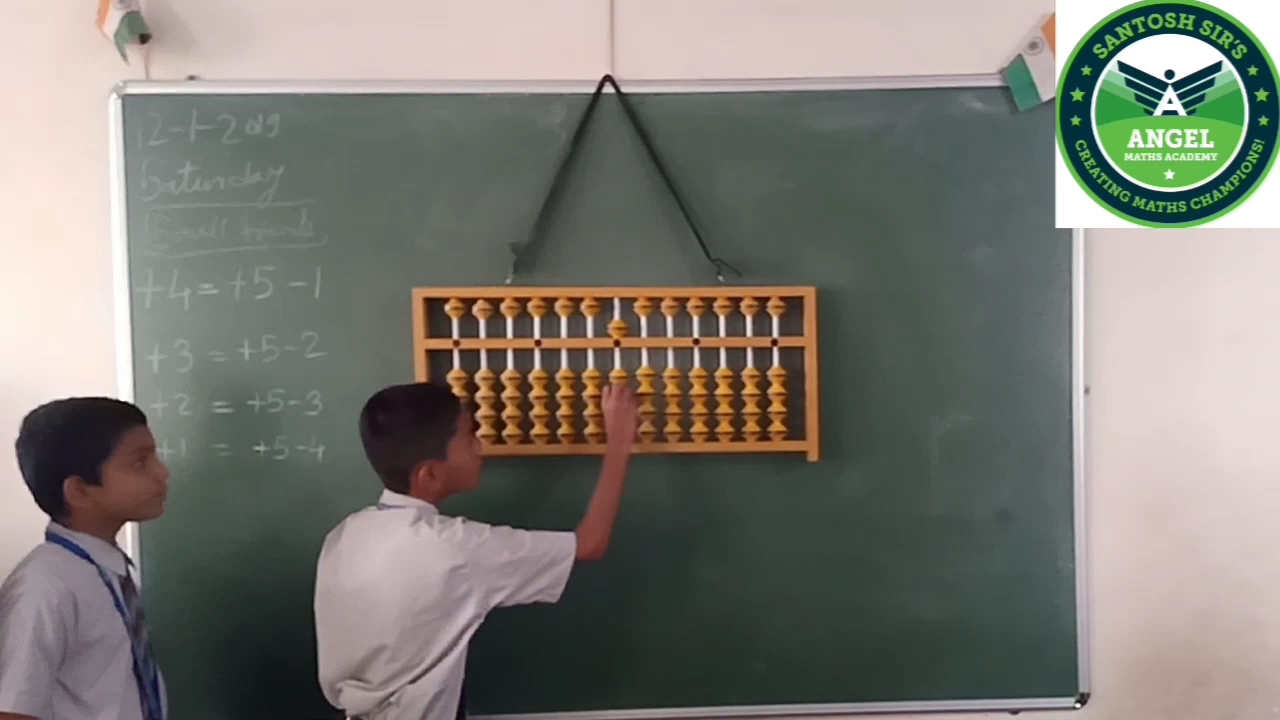 12-1-2019
Saturday
Small friends
+4=+5-1
+3 = +5-2
+2 = +5-3
+1 = +5-4
SANTOSH SIR'S
ANGEL
MATHS ACADEMY
CREATING MATHS CHAMPIONS!